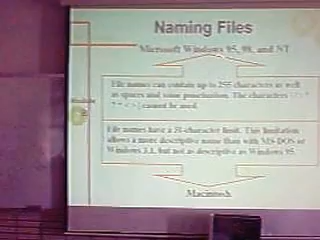 Naming Files
Microsoft Windows 95, 98, and NT
File names can contain up to 255 characters as well
as spaces and some punctuation. The characters
cannot be used.
File names have a 31-character limit. This limitation
allows a more descriptive name than with MS-DOS or
Windows 3.1, but not as descriptive as Windows 95.
Macintosh